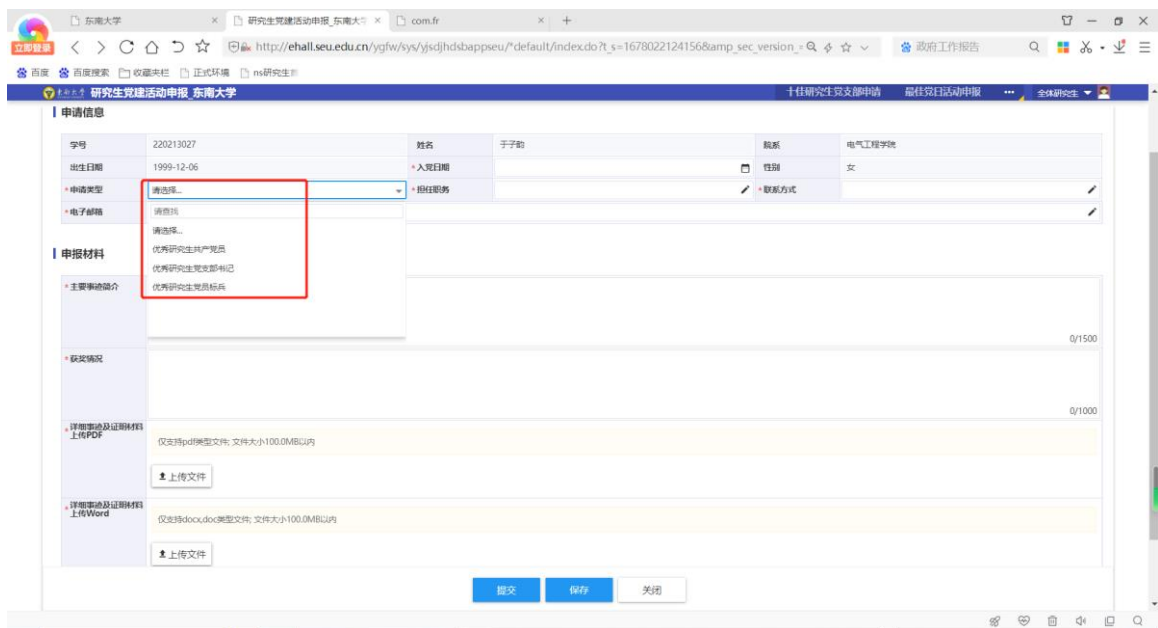 东南大学 研究生党建活动申报_东南大学 com.fr
立即登录 http://ehall.seu.edu.cn/ygfw/sys/yjsdjhdsbappseu/*default/index.do?t_s=1678022124156&amp_sec_version_= 政府工作报告
百度 百度搜索 收藏夹栏 正式环境 ns研究生
研究生党建活动申报_东南大学 十佳研究生党支部申请 最佳党日活动申报 ... 全体研究生
申请信息
学号 220213027 姓名 于子韵 院系 电气工程学院
出生日期 1999-12-06 *入党日期 性别 女
*申请类型 请选择... *担任职务 *联系方式
*电子邮箱 请查找
请选择...
优秀研究生共产党员
申报材料
优秀研究生党支部书记
*主要事迹简介 优秀研究生党员标兵
0/1500
*获奖情况
0/1000
*详细事迹及证明材料上传PDF
仅支持pdf类型文件; 文件大小100.0MB以内
上传文件
*详细事迹及证明材料上传Word
仅支持docx,doc类型文件; 文件大小100.0MB以内
上传文件
提交 保存 关闭